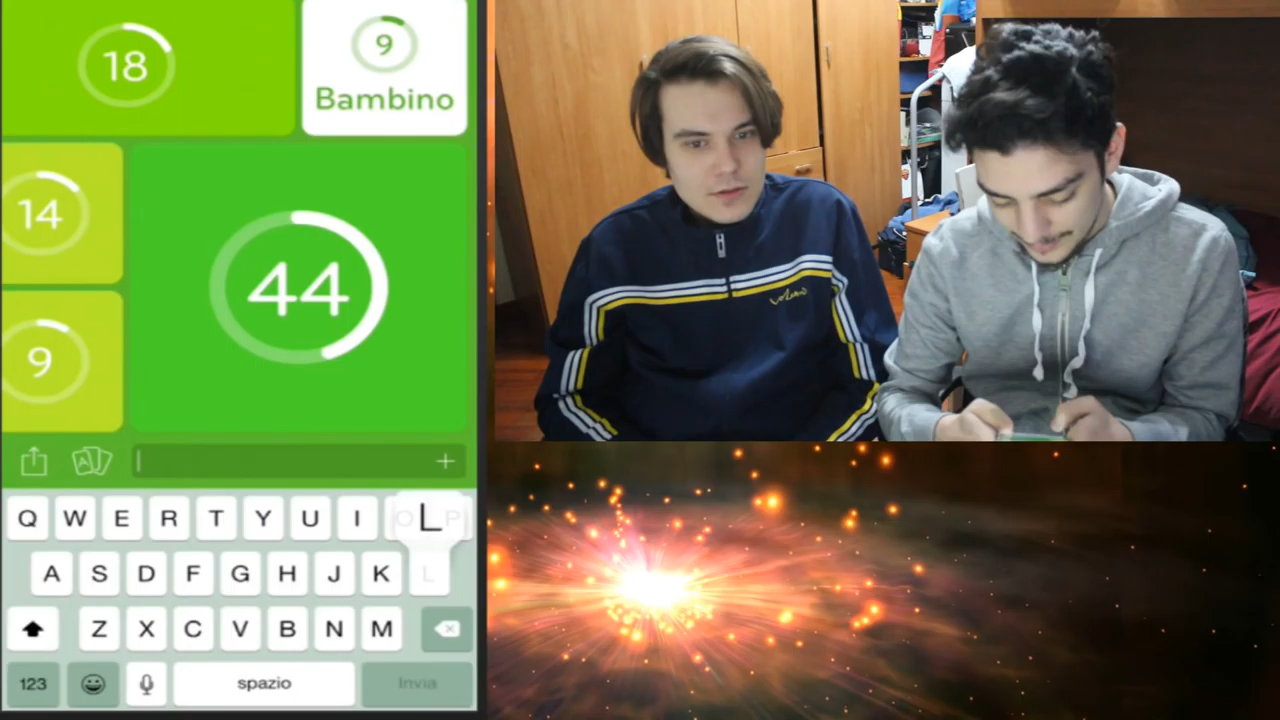 18
9
Bambino
14
44
9
+
Q W E R T Y U I O L P
A S D F G H J K L
Z X C V B N M
123
spazio
Invia